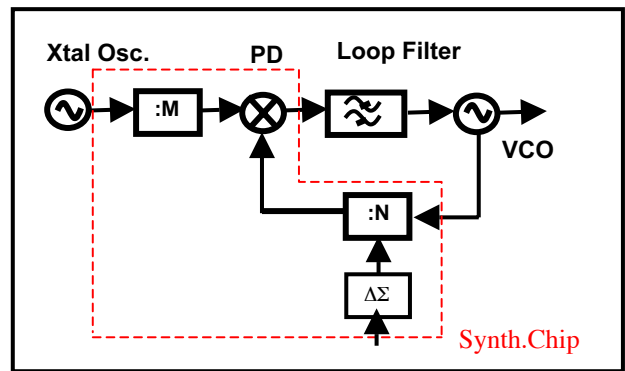 Xtal Osc.
PD
Loop Filter
:M
VCO
:N
ΔΣ
Synth.Chip